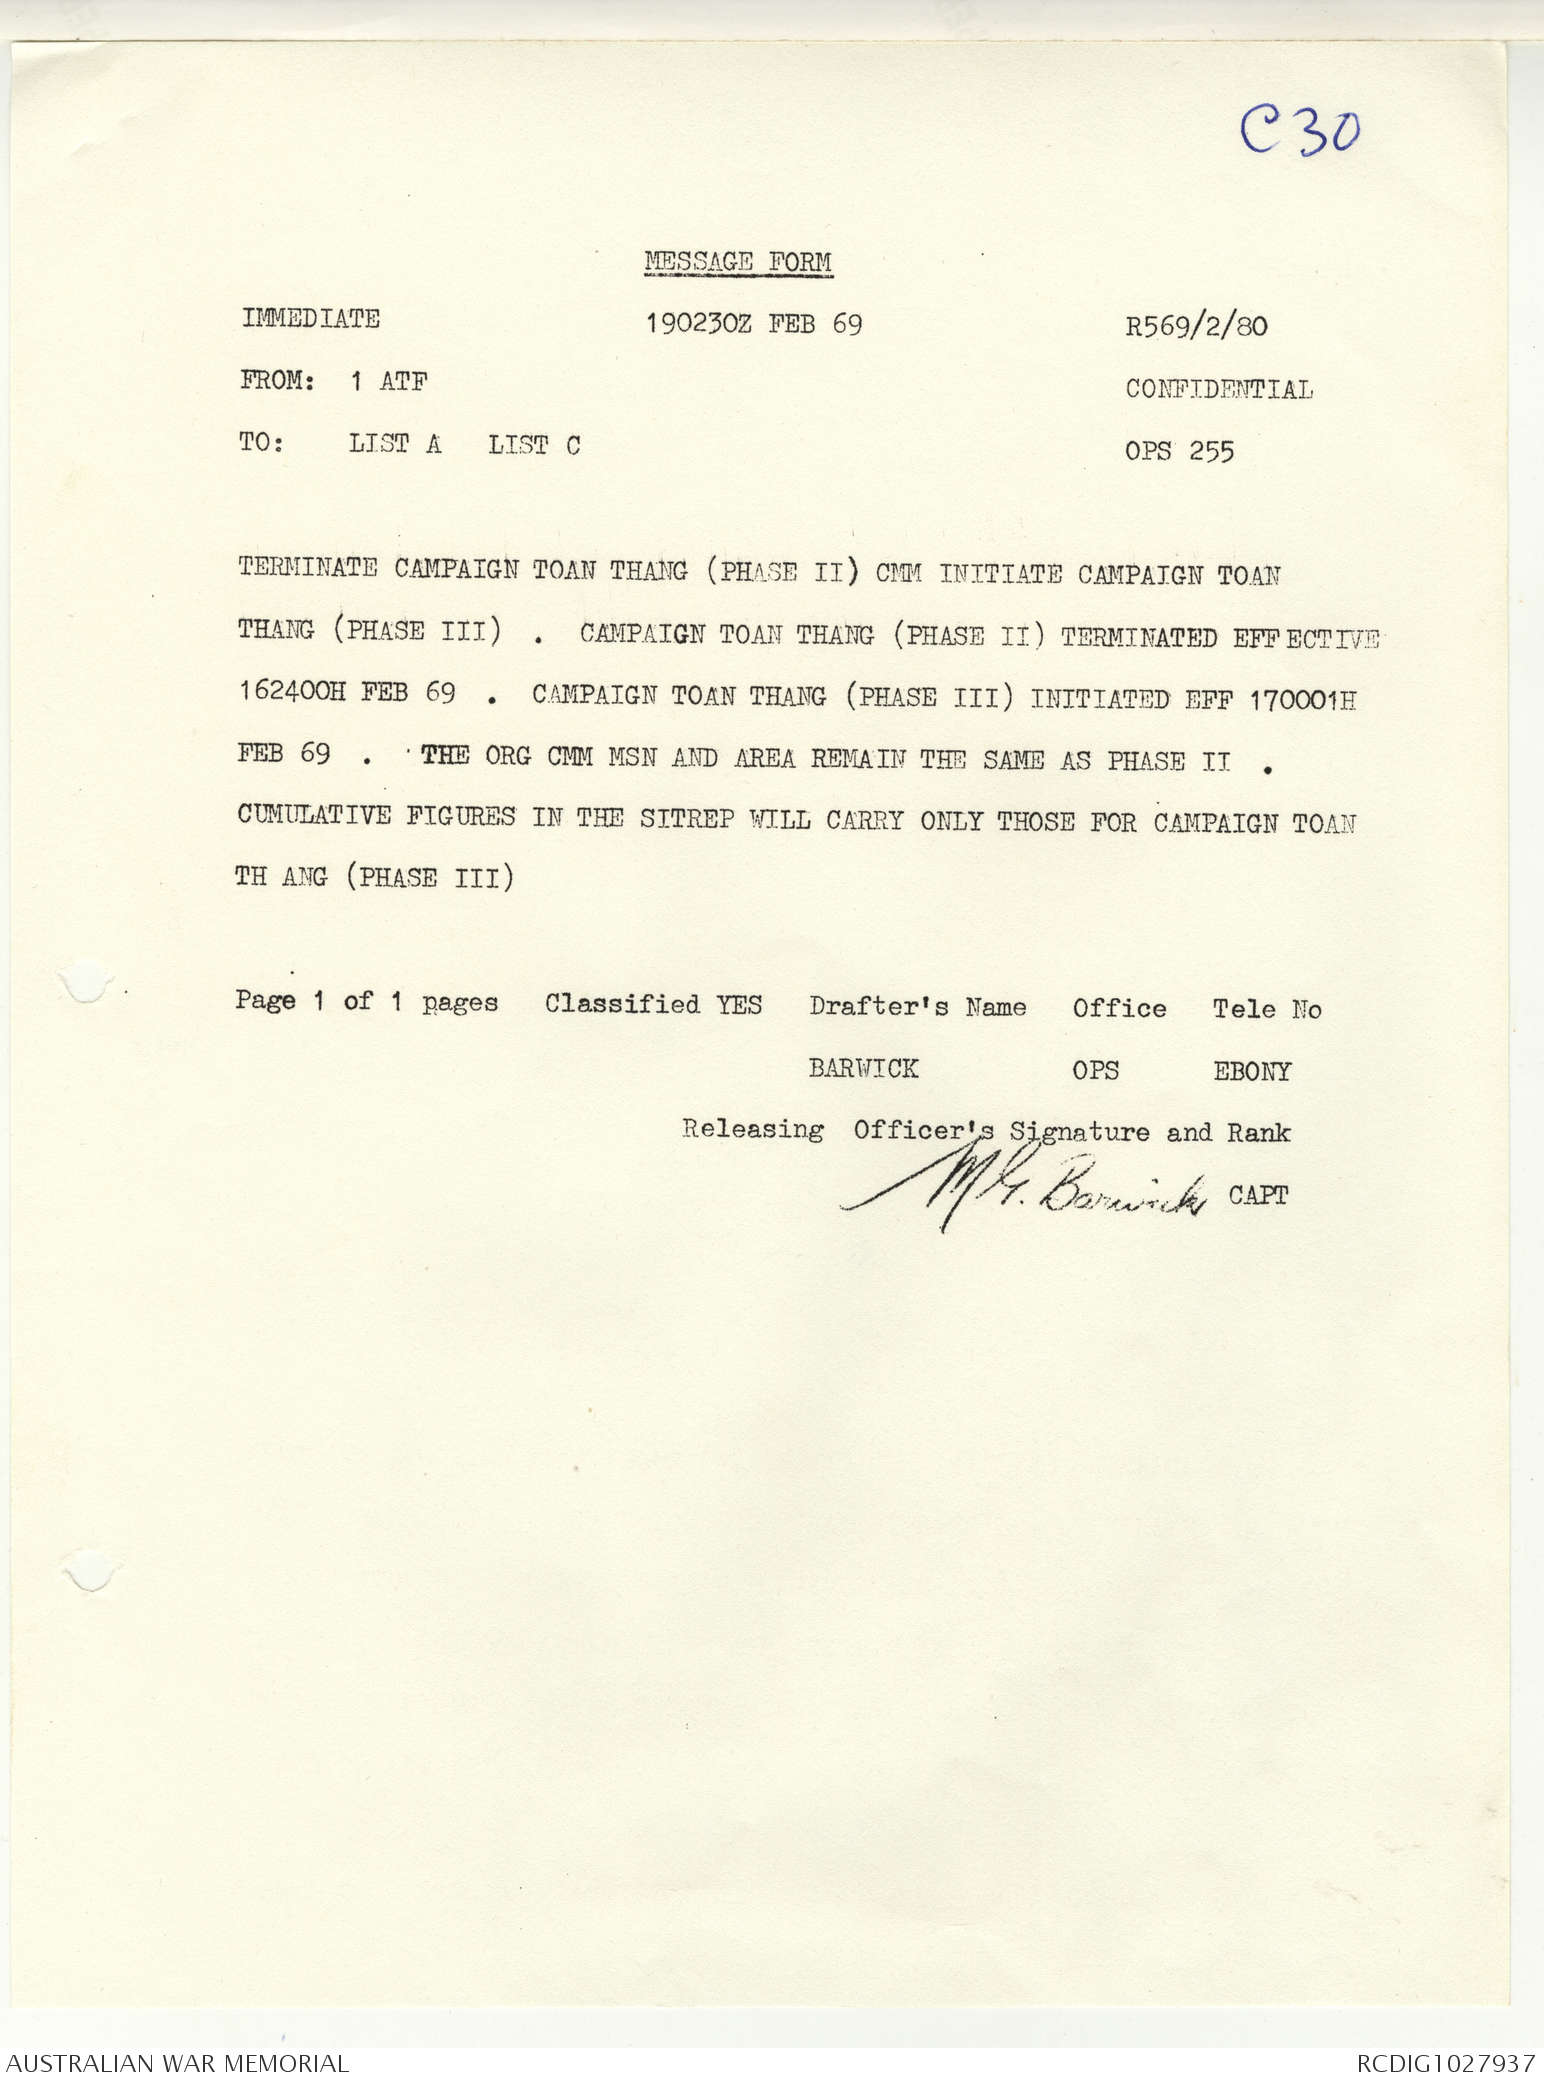 C30
MESSAGE FORM
IMMEDIATE 190230Z FEB 69 R569/2/80
FROM: 1 ATF CONFIDENTIAL
TO: LIST A LIST C OPS 255
TERMINATE CAMPAIGN TOAN THANG (PHASE II) CMM INITIATE CAMPAIGN TOAN
THANG (PHASE III) . CAMPAIGN TOAN THANG (PHASE II) TERMINATED EFFECTIVE
162400H FEB 69 . CAMPAIGN TOAN THANG (PHASE III) INITIATED EFF 170001H
FEB 69 . THE ORG CMM MSN AND AREA REMAIN THE SAME AS PHASE II .
CUMULATIVE FIGURES IN THE SITREP WILL CARRY ONLY THOSE FOR CAMPAIGN TOAN
TH ANG (PHASE III)
Page 1 of 1 pages Classified YES Drafter's Name Office Tele No
BARWICK OPS EBONY
Releasing Officer's Signature and Rank
M G. Barwick CAPT
AUSTRALIAN WAR MEMORIAL RCDIG1027937